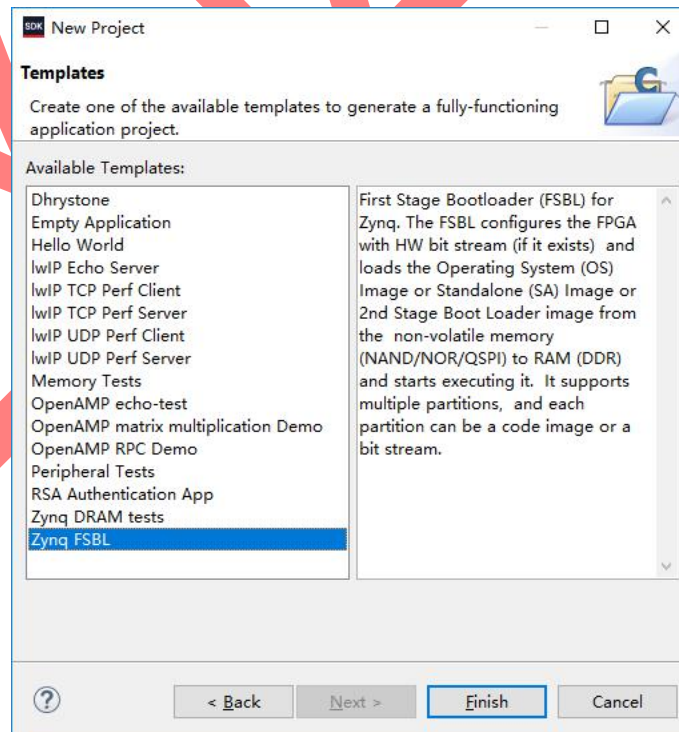 SDK New Project
Templates
Create one of the available templates to generate a fully-functioning
application project.
Available Templates:
Dhrystone
Empty Application
Hello World
lwIP Echo Server
lwIP TCP Perf Client
lwIP TCP Perf Server
lwIP UDP Perf Client
lwIP UDP Perf Server
Memory Tests
OpenAMP echo-test
OpenAMP matrix multiplication Demo
OpenAMP RPC Demo
Peripheral Tests
RSA Authentication App
Zynq DRAM tests
Zynq FSBL
First Stage Bootloader (FSBL) for
Zynq. The FSBL configures the FPGA
with HW bit stream (if it exists)  and
loads the Operating System (OS)
Image or Standalone (SA) Image or
2nd Stage Boot Loader image from
the  non-volatile memory
(NAND/NOR/QSPI) to RAM (DDR)
and starts executing it.  It supports
multiple partitions,  and each
partition can be a code image or a
bit stream.
? < Back Next > Finish Cancel